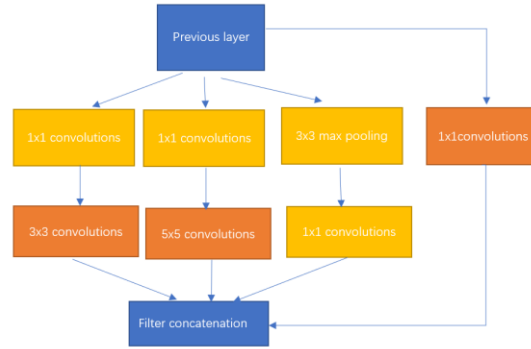 Previous layer
1x1 convolutions
1x1 convolutions
3x3 max pooling
1x1convolutions
3x3 convolutions
5x5 convolutions
1x1 convolutions
Filter concatenation